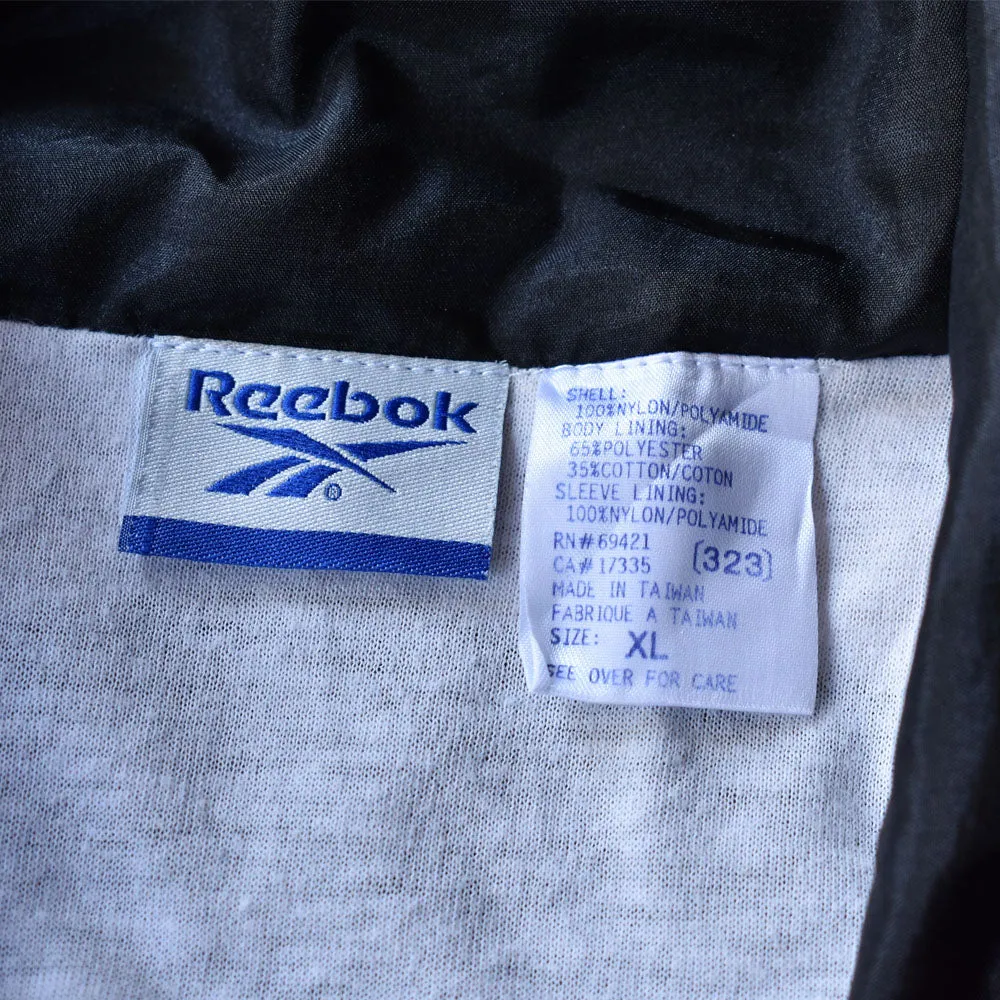 Reebok
®
SHELL:
100%NYLON/POLYAMIDE
BODY LINING:
65%POLYESTER
35%COTTON/COTON
SLEEVE LINING:
100%NYLON/POLYAMIDE
RN#69421
CA#17335 (323)
MADE IN TAIWAN
FABRIQUE A TAIWAN
SIZE: XL
SEE OVER FOR CARE